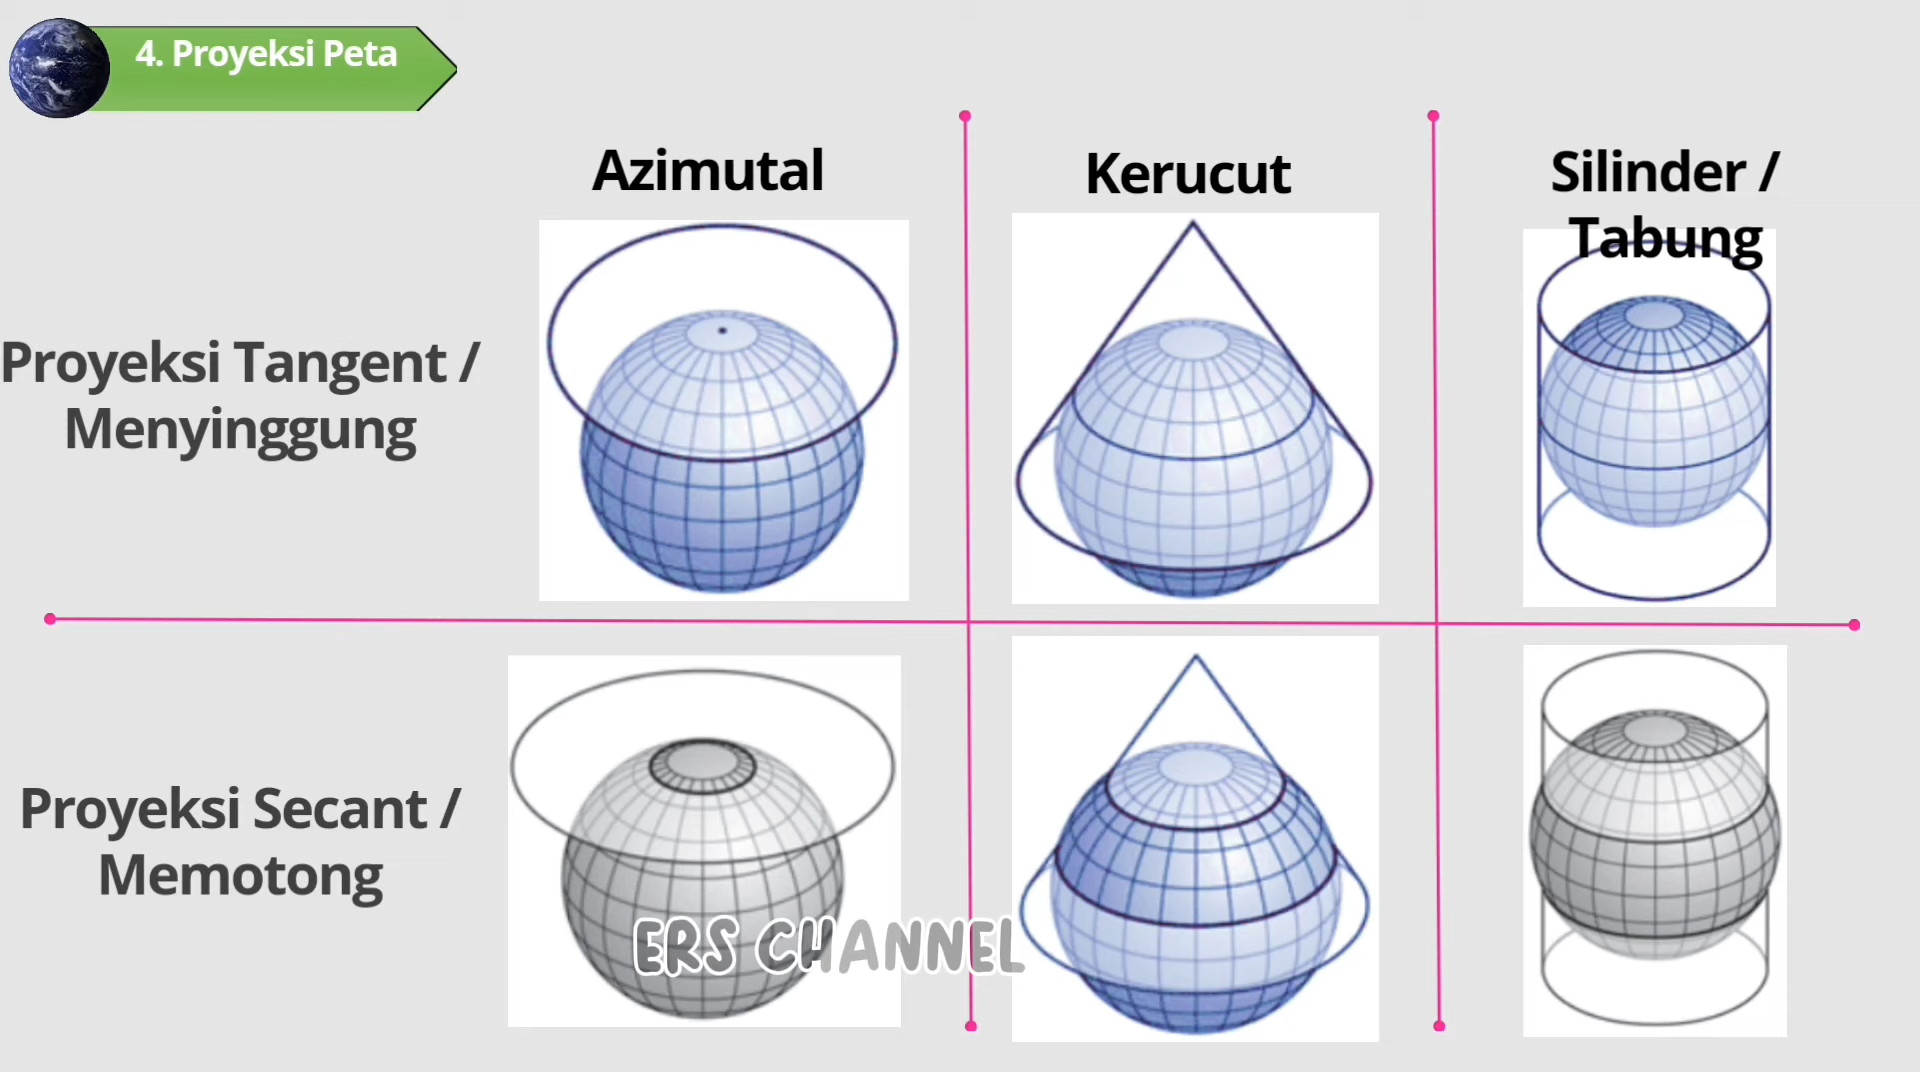 4. Proyeksi Peta
Azimutal
Kerucut
Silinder /
Tabung
Proyeksi Tangent /
Menyinggung
Proyeksi Secant /
Memotong
ERS CHANNEL